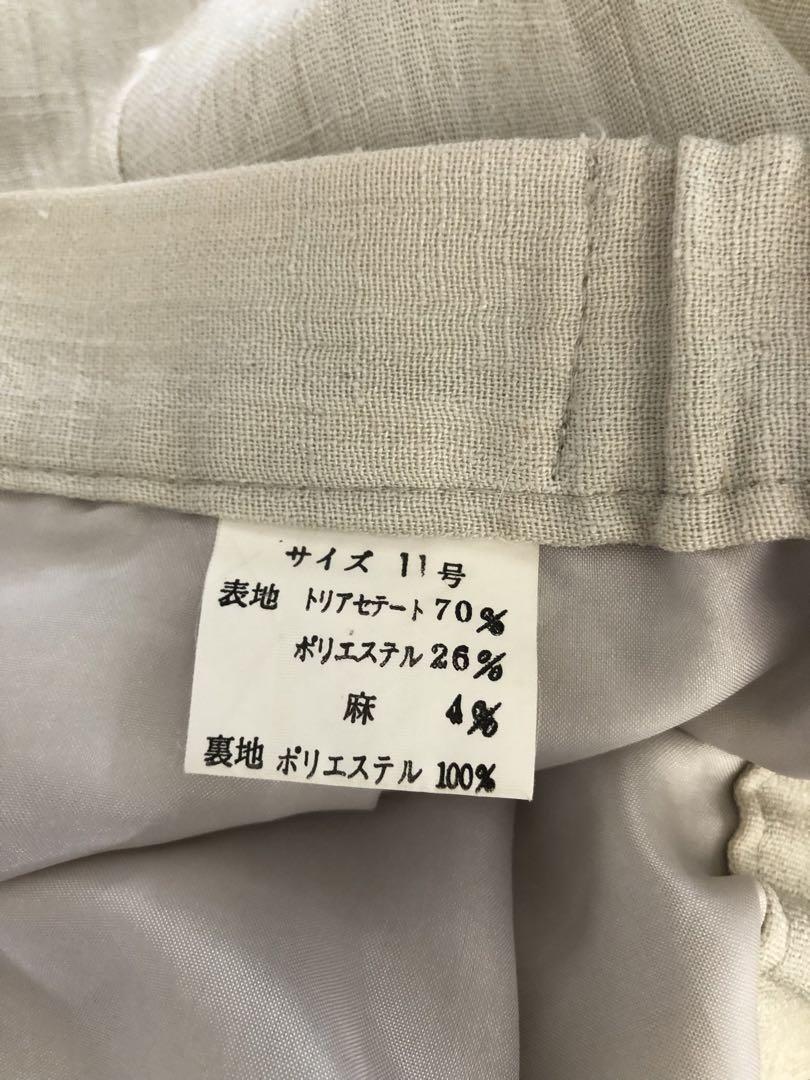 サイズ 11号
表地 トリアセテート 70%
ポリエステル 26%
麻 4%
裏地 ポリエステル 100%